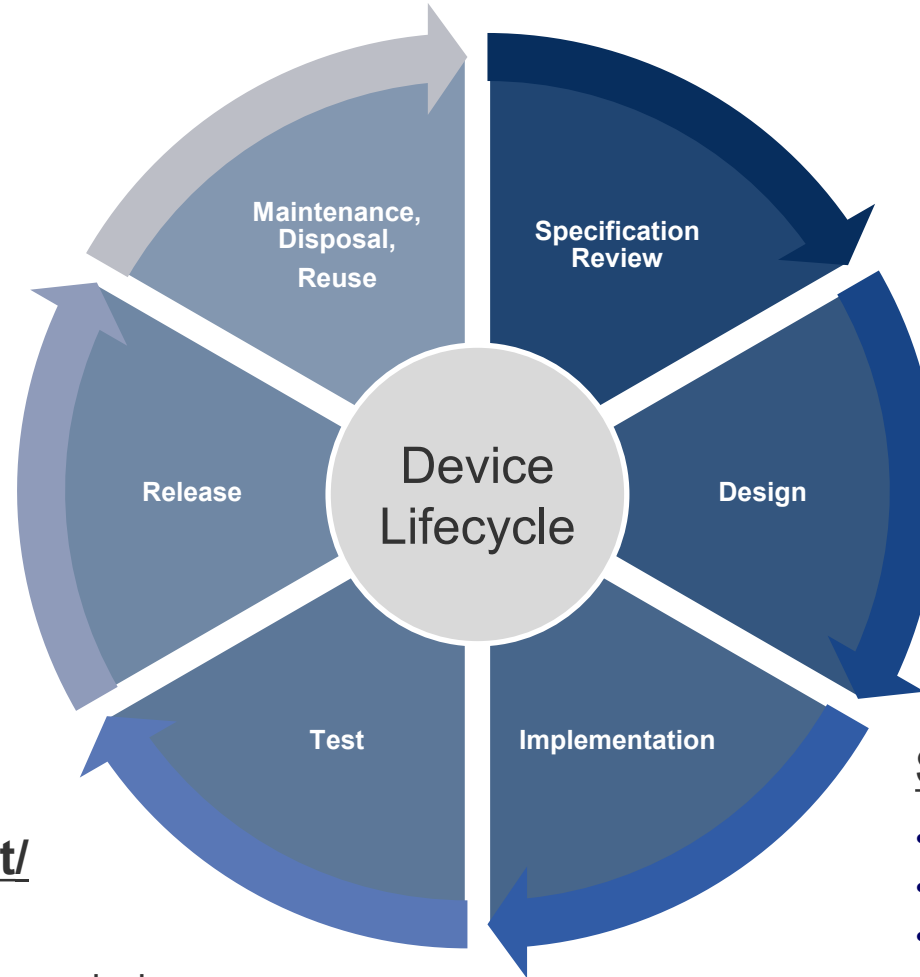 Maintenance,
Disposal,
Reuse
Specification
Review
Device
Lifecycle
Release
Design
Test
Implementation
t/